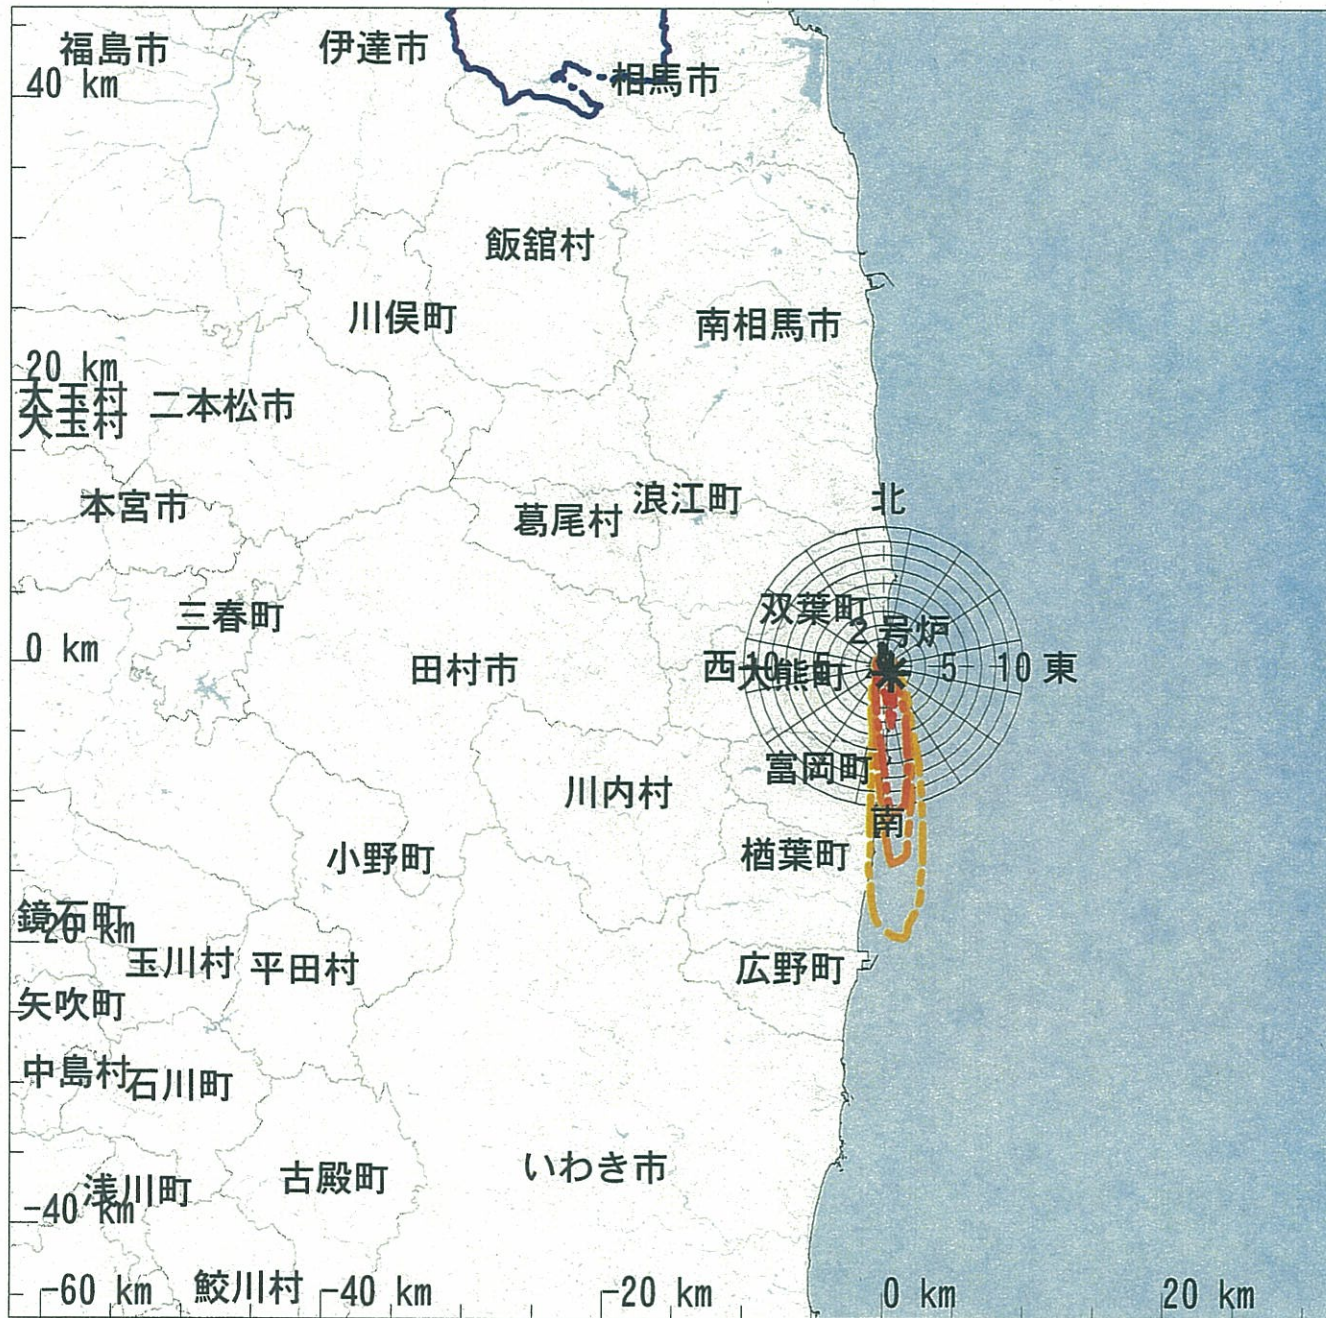 福島市
伊達市
40 km
相馬市
飯舘村
川俣町
南相馬市
20 km
大玉村
二本松市
大玉村
本宮市
葛尾村
浪江町
北
三春町
双葉町
2号炉
0 km
田村市
西
10
5
大熊町
5
10
東
川内村
富岡町
南
小野町
楢葉町
鏡石町
-20 km
玉川村
平田村
広野町
矢吹町
中島村
石川町
いわき市
浅川町
古殿町
-40 km
鮫川村
-60 km
-40 km
-20 km
0 km
20 km